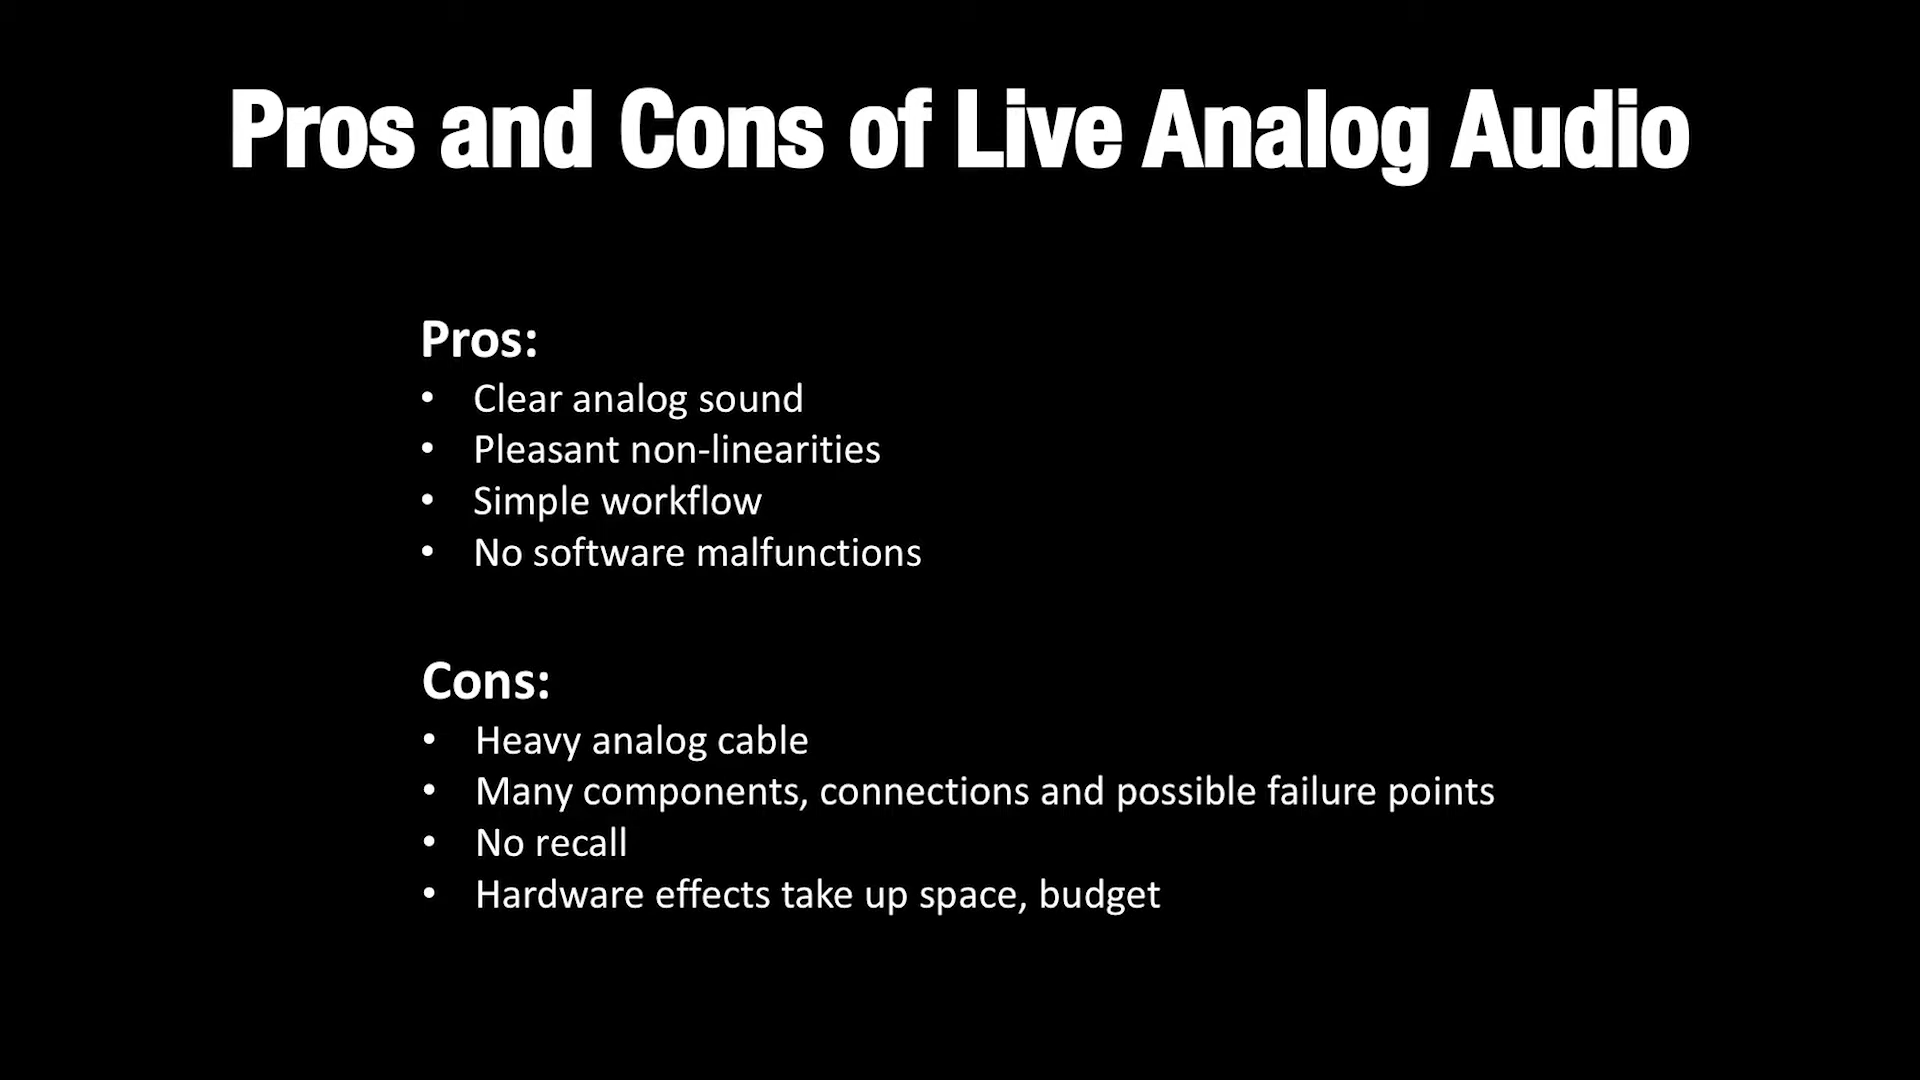 Pros and Cons of Live Analog Audio
Pros:
• Clear analog sound
• Pleasant non-linearities
• Simple workflow
• No software malfunctions
Cons:
• Heavy analog cable
• Many components, connections and possible failure points
• No recall
• Hardware effects take up space, budget